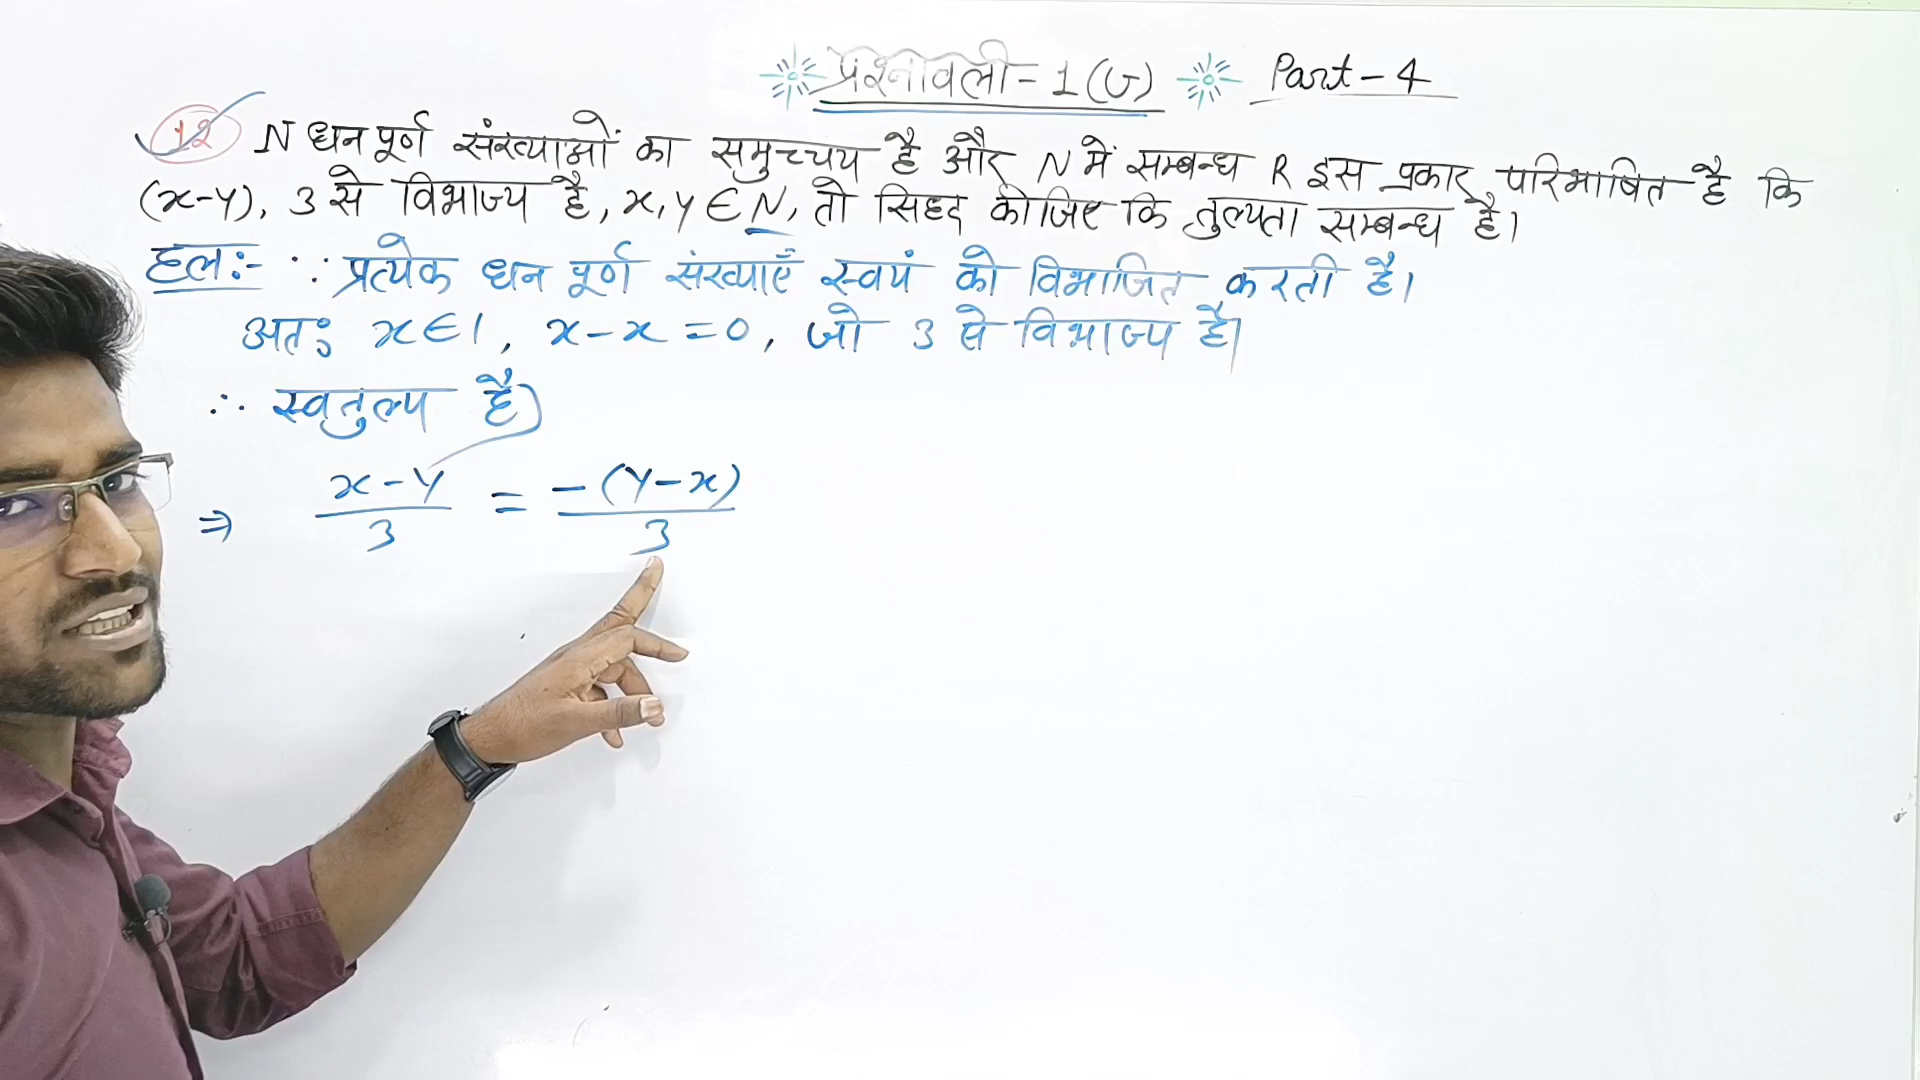 प्रश्नावली-1(U) Part-4
12 N धन पूर्ण संख्याओं का समुच्चय है और N में सम्बन्ध R इस प्रकार परिभाषित है कि
(x-y), 3 से विभाज्य है, x, y ∈ N, तो सिद्ध कीजिए कि तुल्यता सम्बन्ध है।
हलः- ∵ प्रत्येक धन पूर्ण संख्याएँ स्वयं को विभाजित करती है।
अतः x ∈ I, x-x = 0, जो 3 से विभाज्य है।
∴ स्वतुल्य है
⇒ x-y/3 = -(y-x)/3